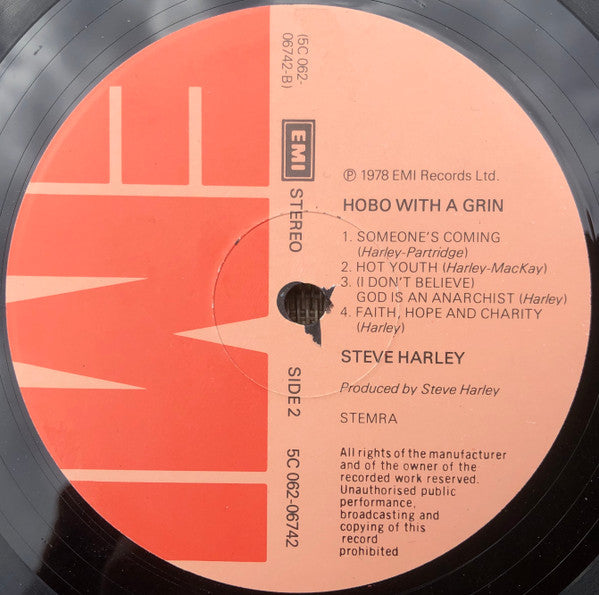 (5C 062-
06742-B)
EMI
STEREO
SIDE 2
5C 062-06742
℗ 1978 EMI Records Ltd.
HOBO WITH A GRIN
1. SOMEONE'S COMING
(Harley-Partridge)
2. HOT YOUTH (Harley-MacKay)
3. (I DON'T BELIEVE)
GOD IS AN ANARCHIST (Harley)
4. FAITH, HOPE AND CHARITY
(Harley)
STEVE HARLEY
Produced by Steve Harley
STEMRA
All rights of the manufacturer
and of the owner of the
recorded work reserved.
Unauthorised public
performance,
broadcasting and
copying of this
record
prohibited
EMI